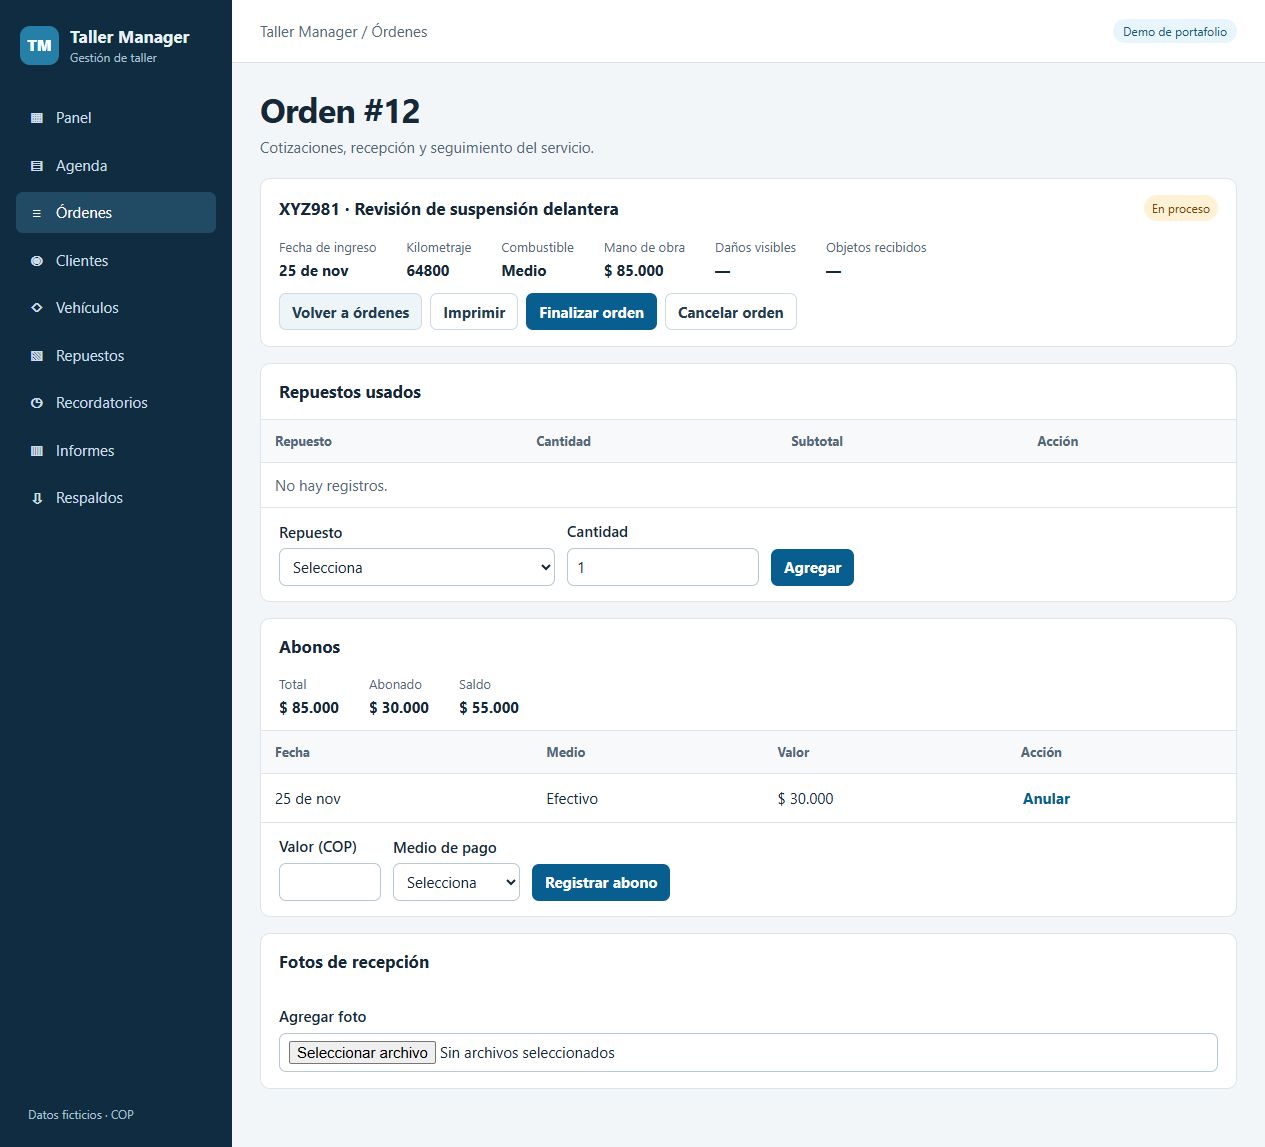 TM
Taller Manager
Gestión de taller
Panel
Agenda
Órdenes
Clientes
Vehículos
Repuestos
Recordatorios
Informes
Respaldos
Datos ficticios · COP
Taller Manager / Órdenes
Demo de portafolio
Orden #12
Cotizaciones, recepción y seguimiento del servicio.
XYZ981 · Revisión de suspensión delantera
En proceso
Fecha de ingreso Kilometraje Combustible Mano de obra Daños visibles Objetos recibidos
25 de nov 64800 Medio $ 85.000 — —
Volver a órdenes Imprimir Finalizar orden Cancelar orden
Repuestos usados
Repuesto Cantidad Subtotal Acción
No hay registros.
Repuesto Cantidad
Selecciona 1 Agregar
Abonos
Total Abonado Saldo
$ 85.000 $ 30.000 $ 55.000
Fecha Medio Valor Acción
25 de nov Efectivo $ 30.000 Anular
Valor (COP) Medio de pago
Selecciona Registrar abono
Fotos de recepción
Agregar foto
Seleccionar archivo Sin archivos seleccionados